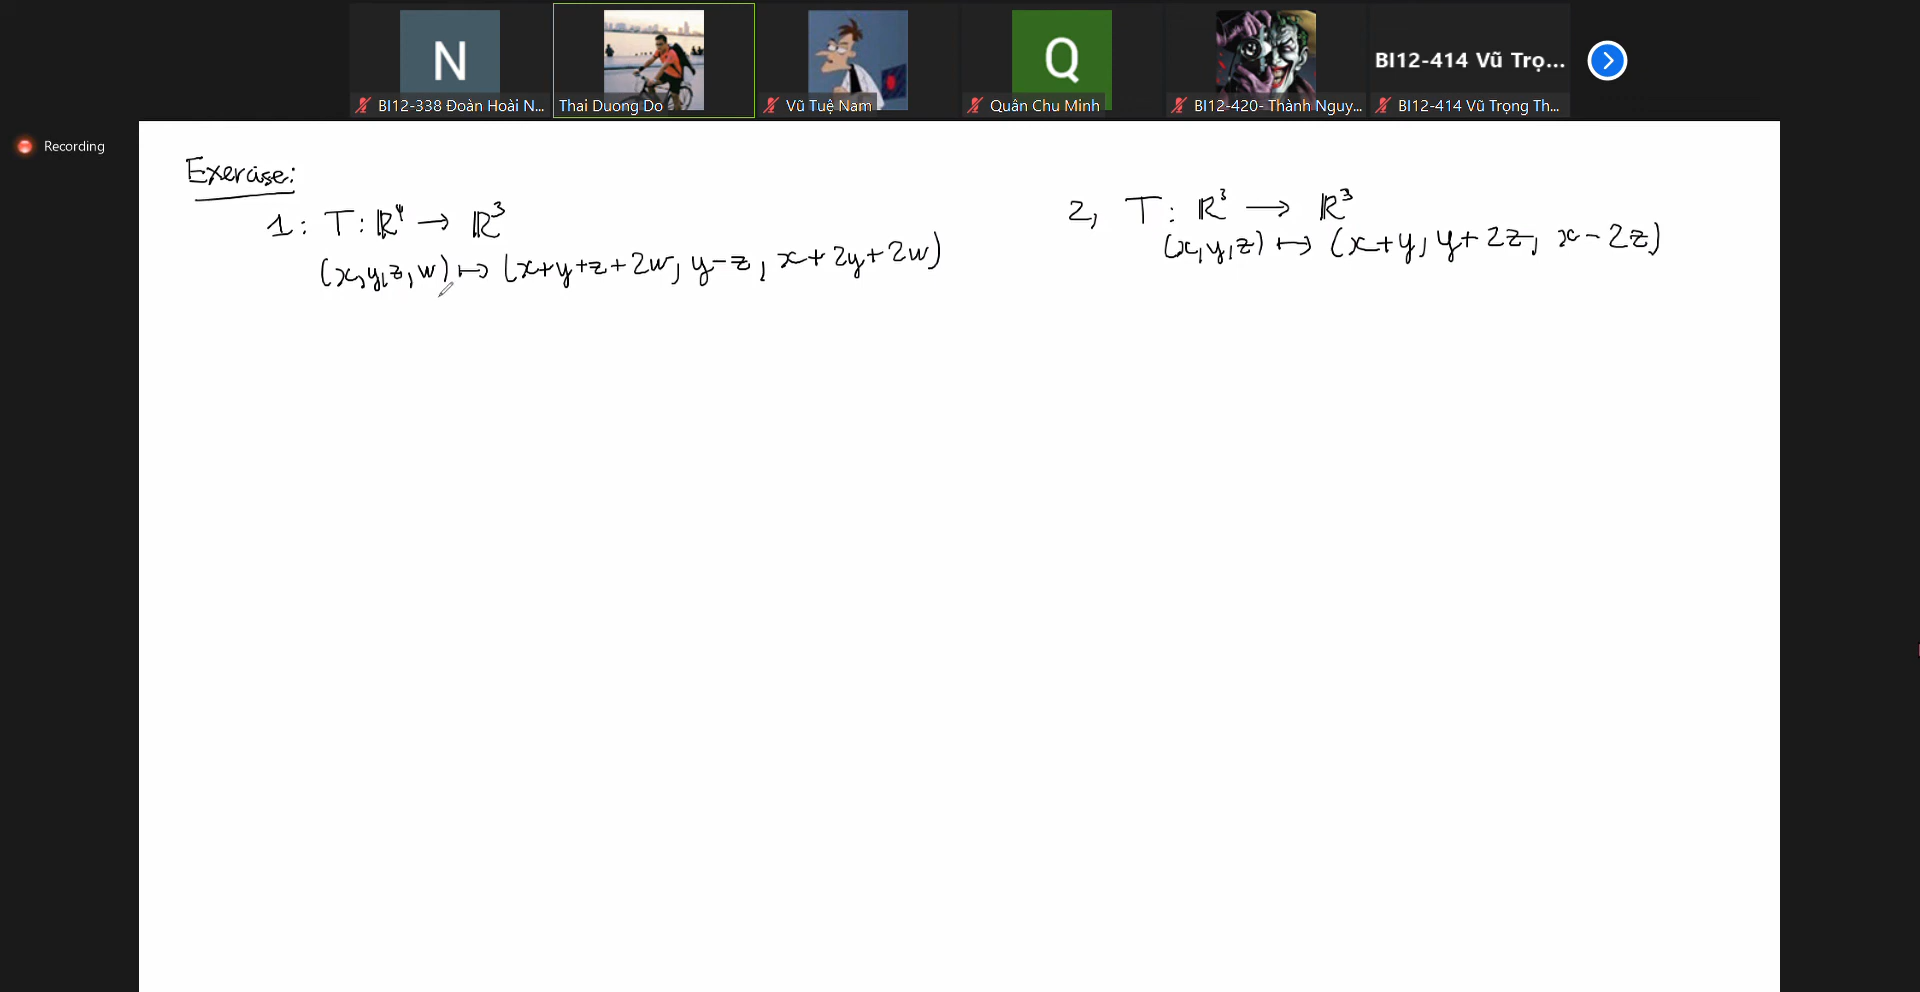 N
Q
BI12-414 Vũ Trọ...
BI12-338 Đoàn Hoài N...
Thai Duong Do
Vũ Tuệ Nam
Quân Chu Minh
BI12-420- Thành Nguy...
BI12-414 Vũ Trọng Th...
Recording
Exercise:
1: T: ℝ⁴ → ℝ³
(x,y,z,w) ↦ (x+y+z+2w, y-z, x+2y+2w)
2, T: ℝ³ → ℝ³
(x,y,z) ↦ (x+y, y+2z, x-2z)